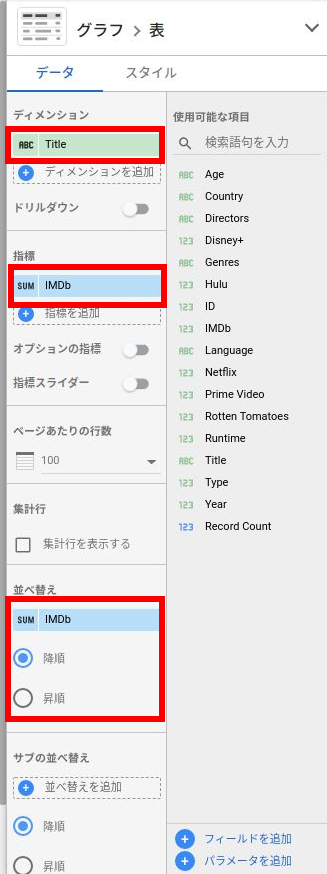 グラフ > 表
データ
スタイル
ディメンション
ABC Title
ディメンションを追加
ドリルダウン
指標
SUM IMDb
指標を追加
オプションの指標
指標スライダー
ページあたりの行数
100
集計行
集計行を表示する
並べ替え
SUM IMDb
降順
昇順
サブの並べ替え
並べ替えを追加
降順
昇順
使用可能な項目
検索語句を入力
ABC Age
ABC Country
ABC Directors
123 Disney+
ABC Genres
123 Hulu
123 ID
123 IMDb
ABC Language
123 Netflix
123 Prime Video
123 Rotten Tomatoes
123 Runtime
ABC Title
123 Type
123 Year
123 Record Count
フィールドを追加
パラメータを追加